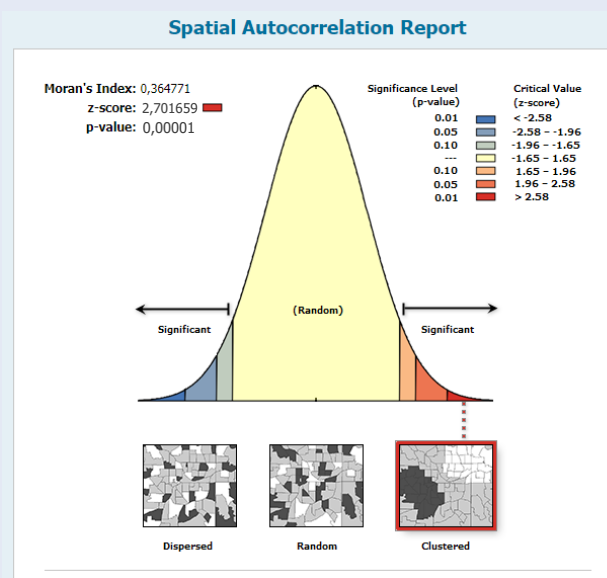 Spatial Autocorrelation Report
Moran's Index: 0,364771
z-score: 2,701659
p-value: 0,00001
Significance Level Critical Value
(p-value) (z-score)
0.01 < -2.58
0.05 -2.58 – -1.96
0.10 -1.96 – -1.65
--- -1.65 – 1.65
0.10 1.65 – 1.96
0.05 1.96 – 2.58
0.01 > 2.58
(Random)
Significant Significant
Dispersed Random Clustered